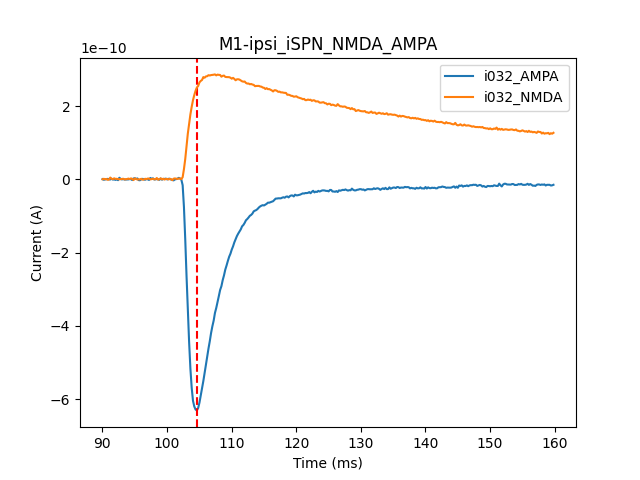 M1-ipsi_iSPN_NMDA_AMPA
1e−10
i032_AMPA
i032_NMDA
2
0
−2
−4
−6
Current (A)
90 100 110 120 130 140 150 160
Time (ms)